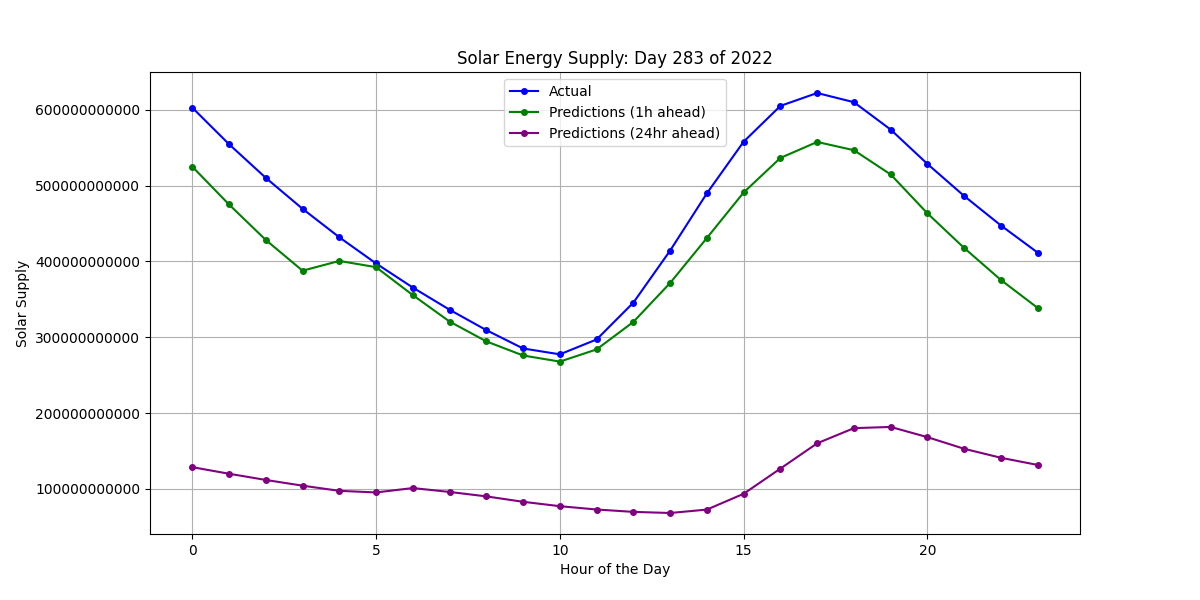 Solar Energy Supply: Day 283 of 2022
Actual
Predictions (1h ahead)
Predictions (24hr ahead)
600000000000
500000000000
400000000000
300000000000
200000000000
100000000000
Solar Supply
0 5 10 15 20
Hour of the Day